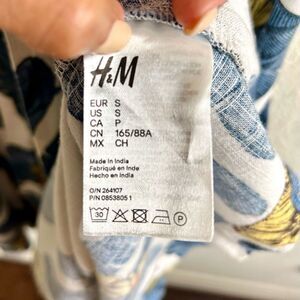 H&M
EUR S
US S
CA P
CN 165/88A
MX CH
Made in India
Fabriqué en Inde
Hecho en India
O/N 264107
P/N 0853805 1
30 P